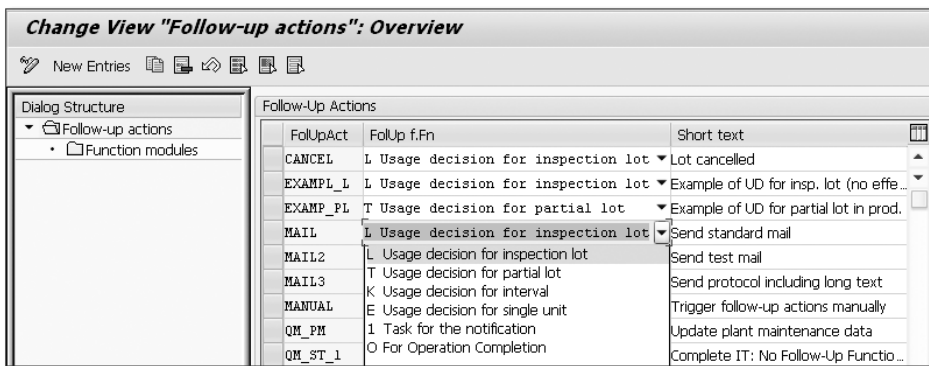 Change View "Follow-up actions": Overview
New Entries
Dialog Structure
Follow-up actions
Function modules
Follow-Up Actions
FolUpAct FolUp f.Fn Short text
CANCEL L Usage decision for inspection lot Lot cancelled
EXAMPL_L L Usage decision for inspection lot Example of UD for insp. lot (no effe…
EXAMP_PL T Usage decision for partial lot Example of UD for partial lot in prod.
MAIL L Usage decision for inspection lot Send standard mail
MAIL2 L Usage decision for inspection lot Send test mail
MAIL3 T Usage decision for partial lot Send protocol including long text
K Usage decision for interval
MANUAL E Usage decision for single unit Trigger follow-up actions manually
QM_PM 1 Task for the notification Update plant maintenance data
QM_ST_1 O For Operation Completion Complete IT: No Follow-Up Functio…